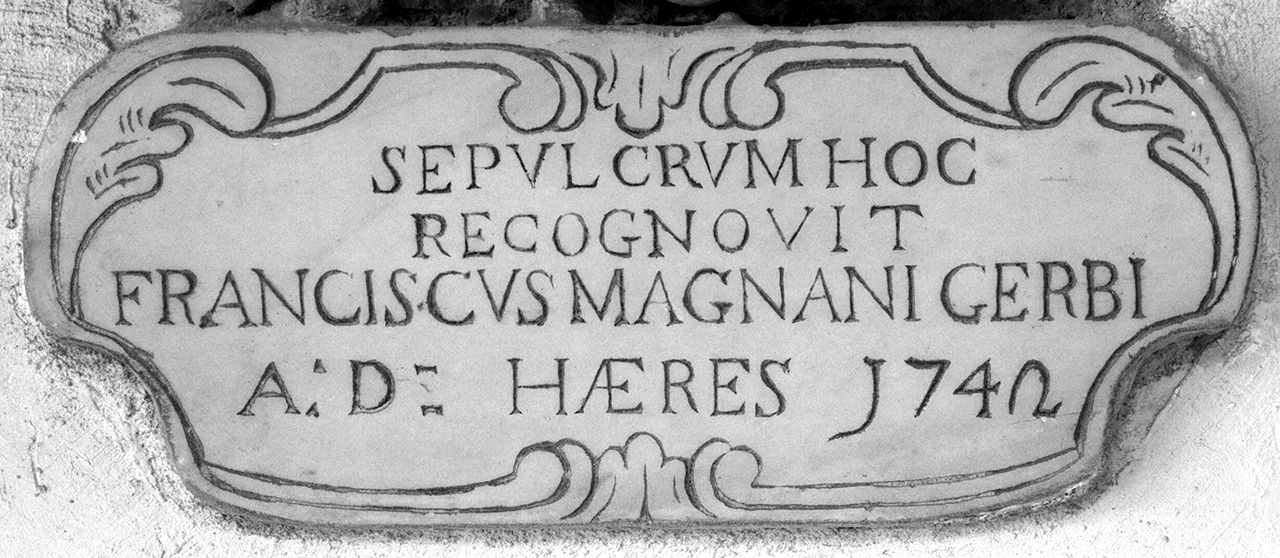 SEPVLCRVM HOC
RECOGNOVIT
FRANCISCVS MAGNANI GERBI
A: D: HÆRES 1742